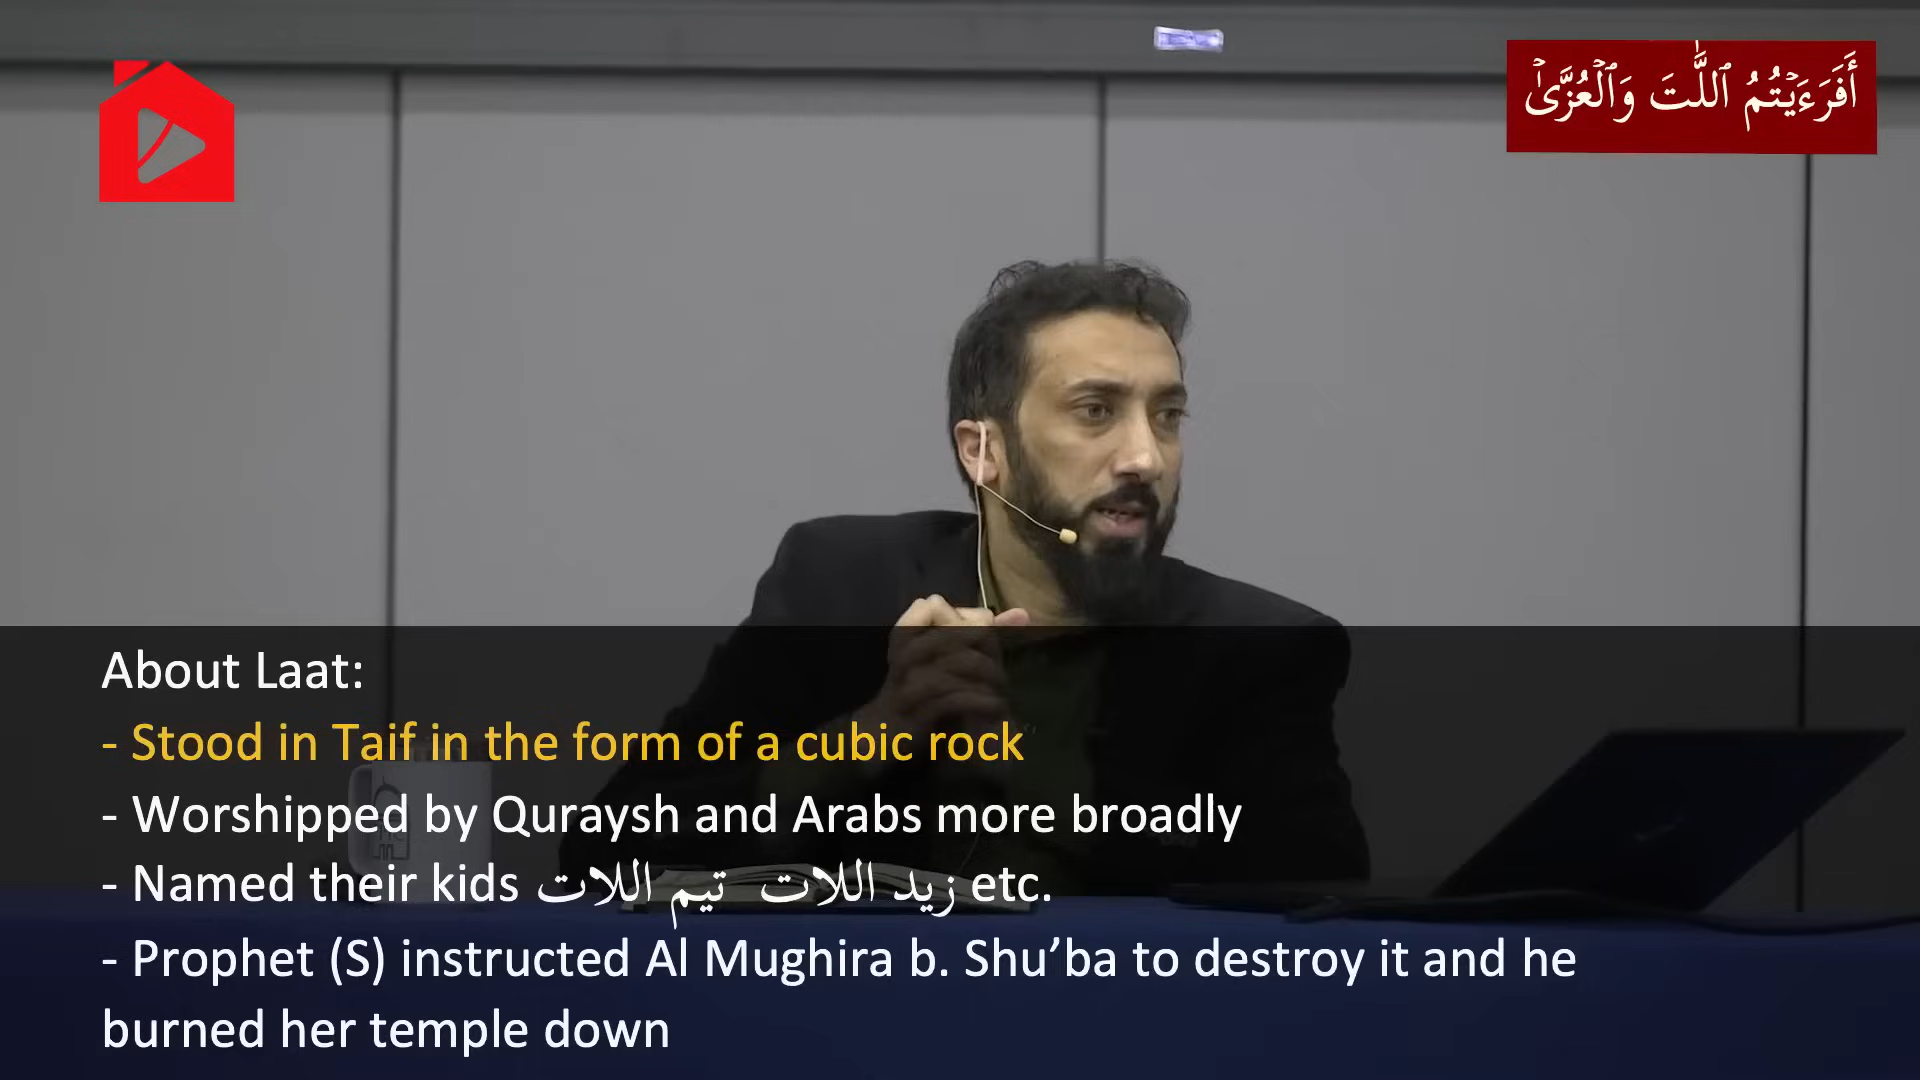 أَفَرَءَيْتُمُ ٱللَّٰتَ وَٱلْعُزَّىٰ
About Laat:
- Stood in Taif in the form of a cubic rock
- Worshipped by Quraysh and Arabs more broadly
- Named their kids زيد اللات تيم اللات etc.
- Prophet (S) instructed Al Mughira b. Shu’ba to destroy it and he
burned her temple down